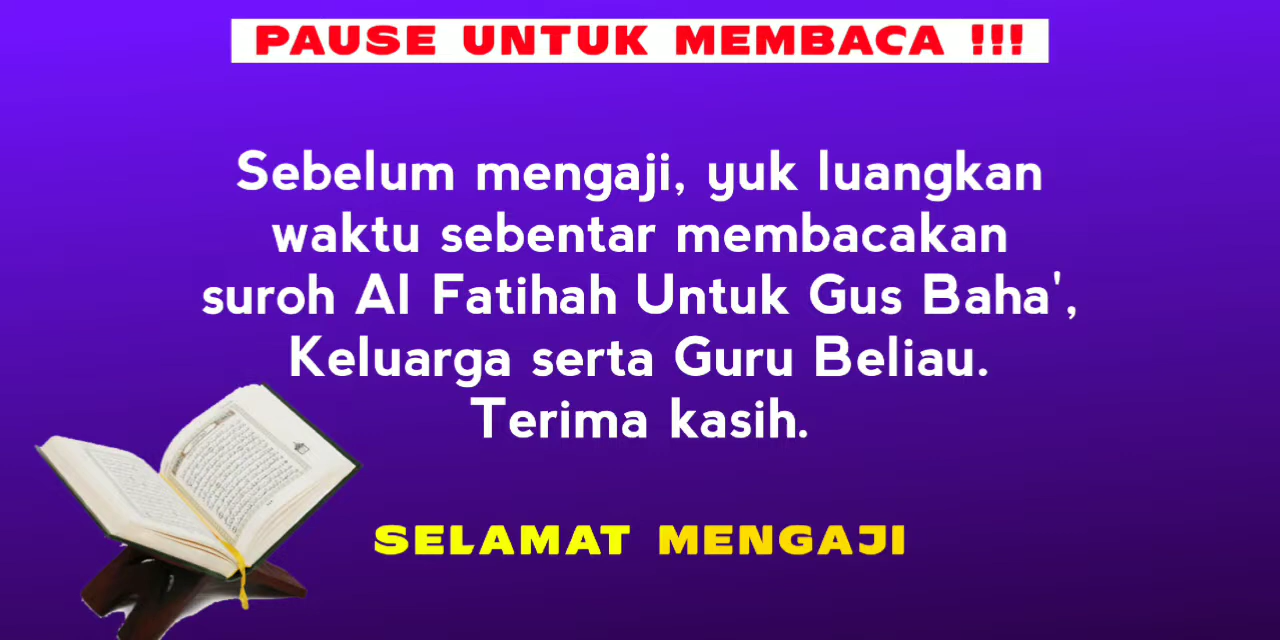 PAUSE UNTUK MEMBACA !!!
Sebelum mengaji, yuk luangkan
waktu sebentar membacakan
suroh Al Fatihah Untuk Gus Baha',
Keluarga serta Guru Beliau.
Terima kasih.
SELAMAT MENGAJI